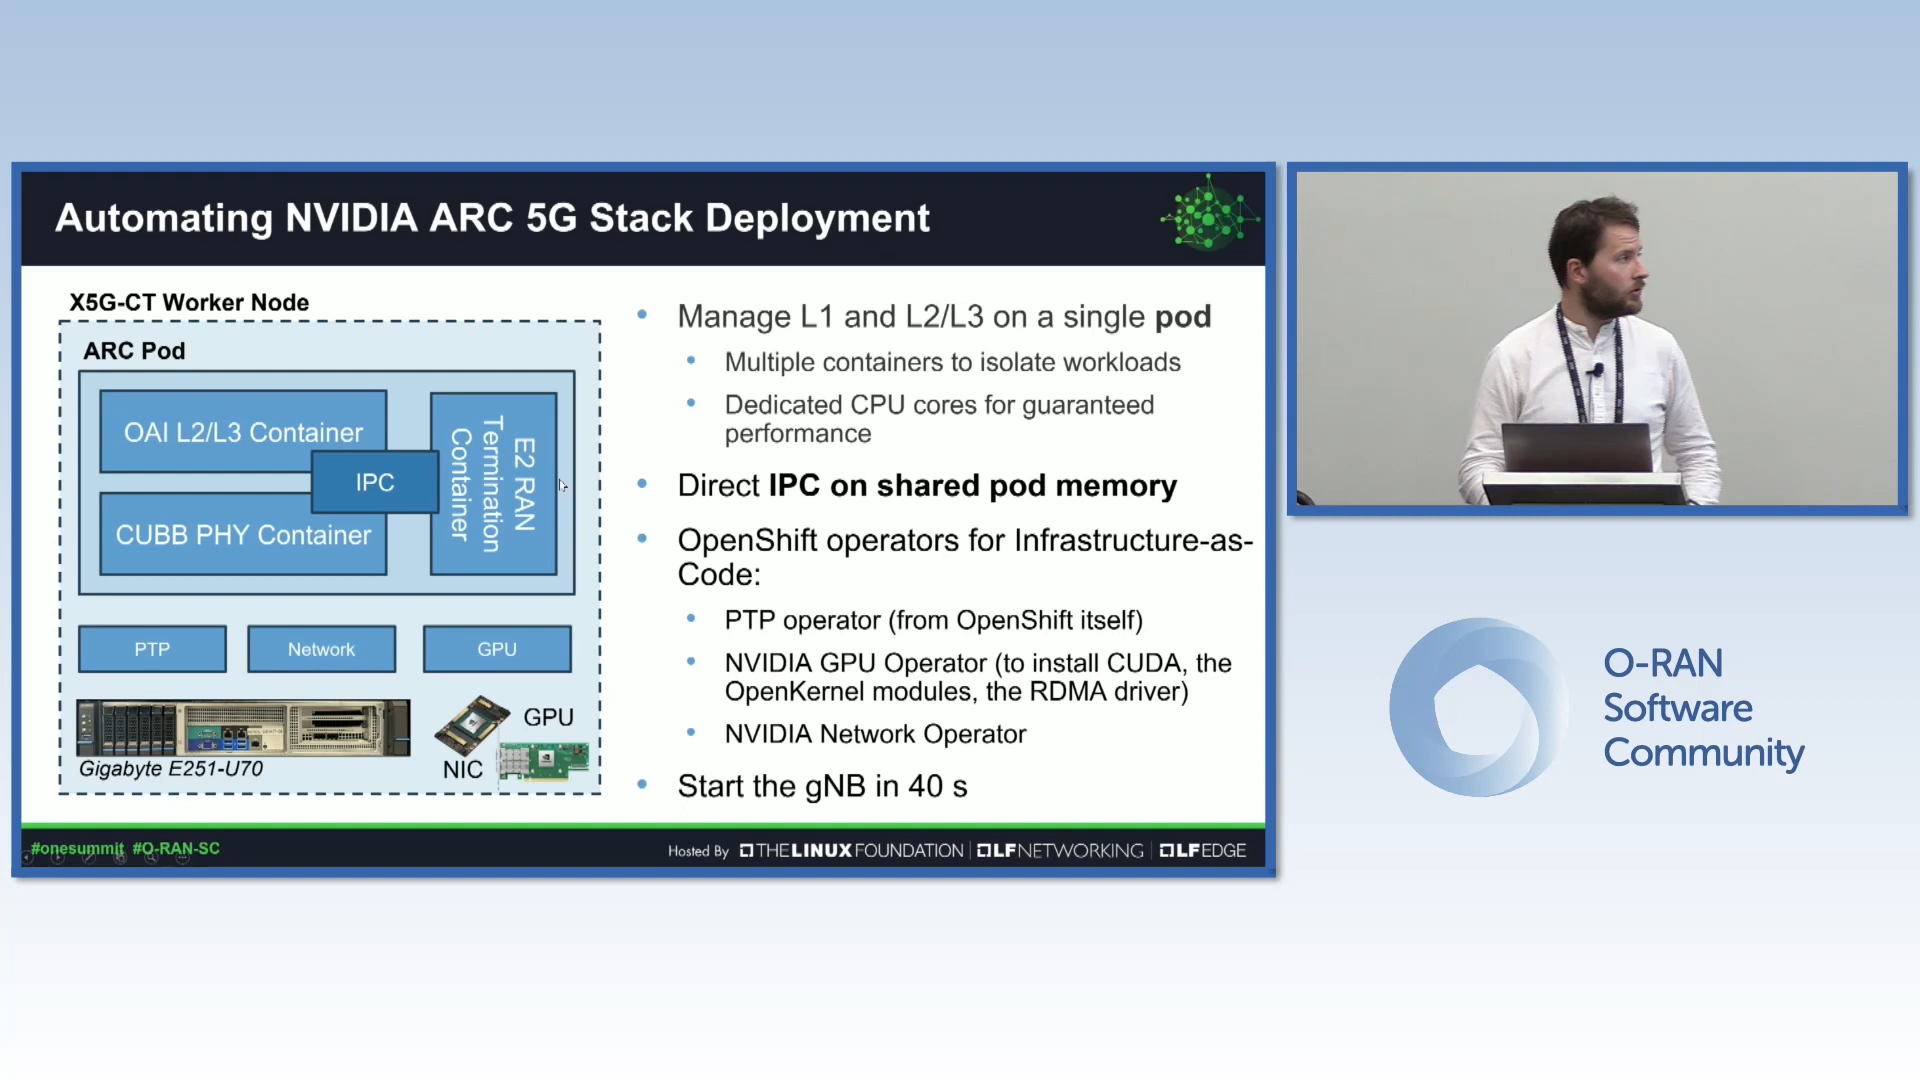 Automating NVIDIA ARC 5G Stack Deployment
X5G-CT Worker Node
ARC Pod
OAI L2/L3 Container
IPC
CUBB PHY Container
E2 RAN
Termination
Container
PTP
Network
GPU
Gigabyte E251-U70
NIC
GPU
• Manage L1 and L2/L3 on a single pod
• Multiple containers to isolate workloads
• Dedicated CPU cores for guaranteed
performance
• Direct IPC on shared pod memory
• OpenShift operators for Infrastructure-as-
Code:
• PTP operator (from OpenShift itself)
• NVIDIA GPU Operator (to install CUDA, the
OpenKernel modules, the RDMA driver)
• NVIDIA Network Operator
• Start the gNB in 40 s
#onesummit #O-RAN-SC
Hosted By THE LINUX FOUNDATION | LF NETWORKING | LF EDGE
O-RAN
Software
Community